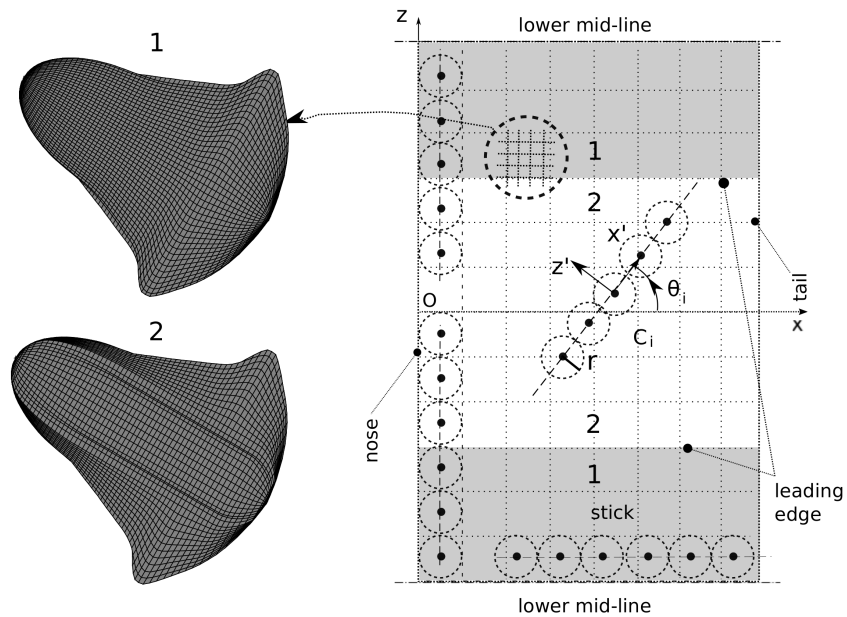 1
2
z
lower mid-line
1
2
x'
z'
θi
O
x
Ci
r
tail
nose
2
1
stick
leading
edge
lower mid-line